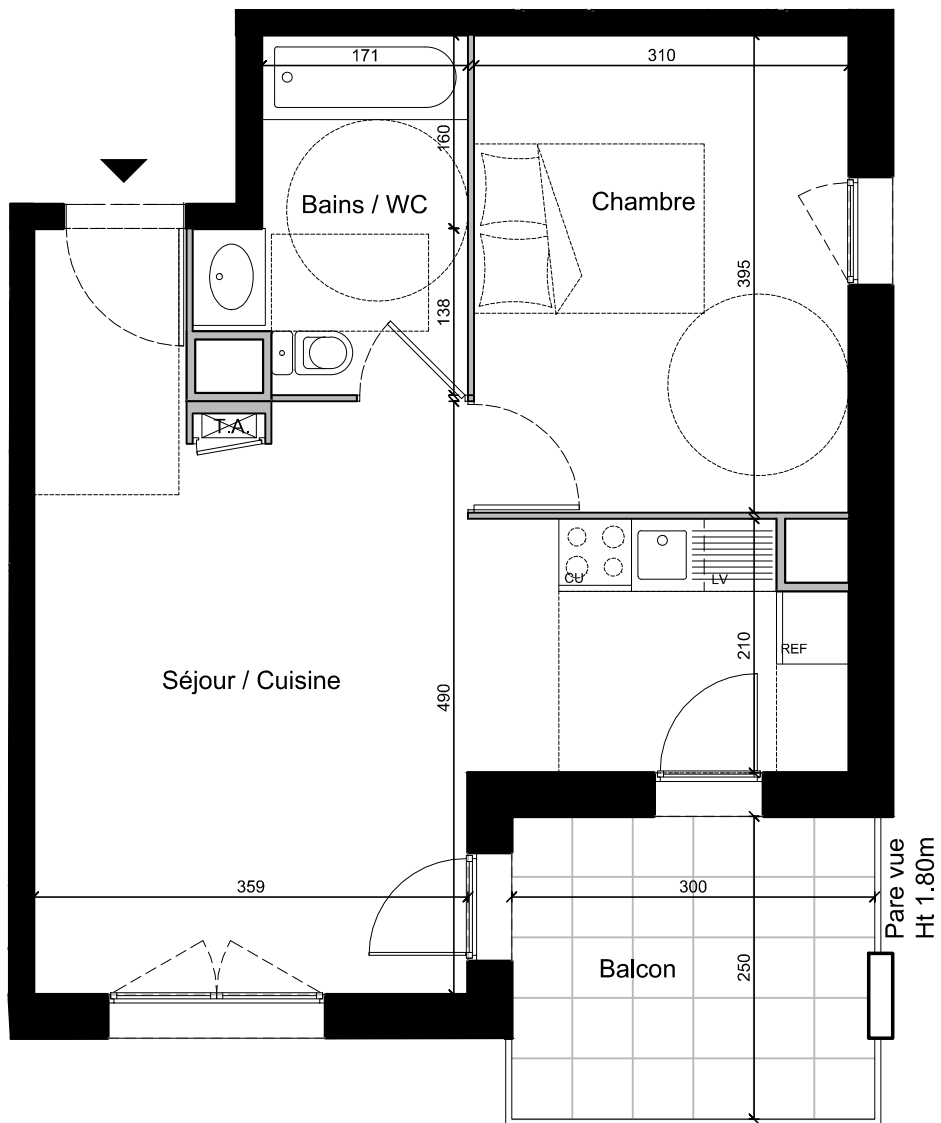 171
310
160
Bains / WC
Chambre
395
138
T.A.
CU
LV
210
REF
Séjour / Cuisine
490
359
300
Pare vue
Ht 1.80m
Balcon
250